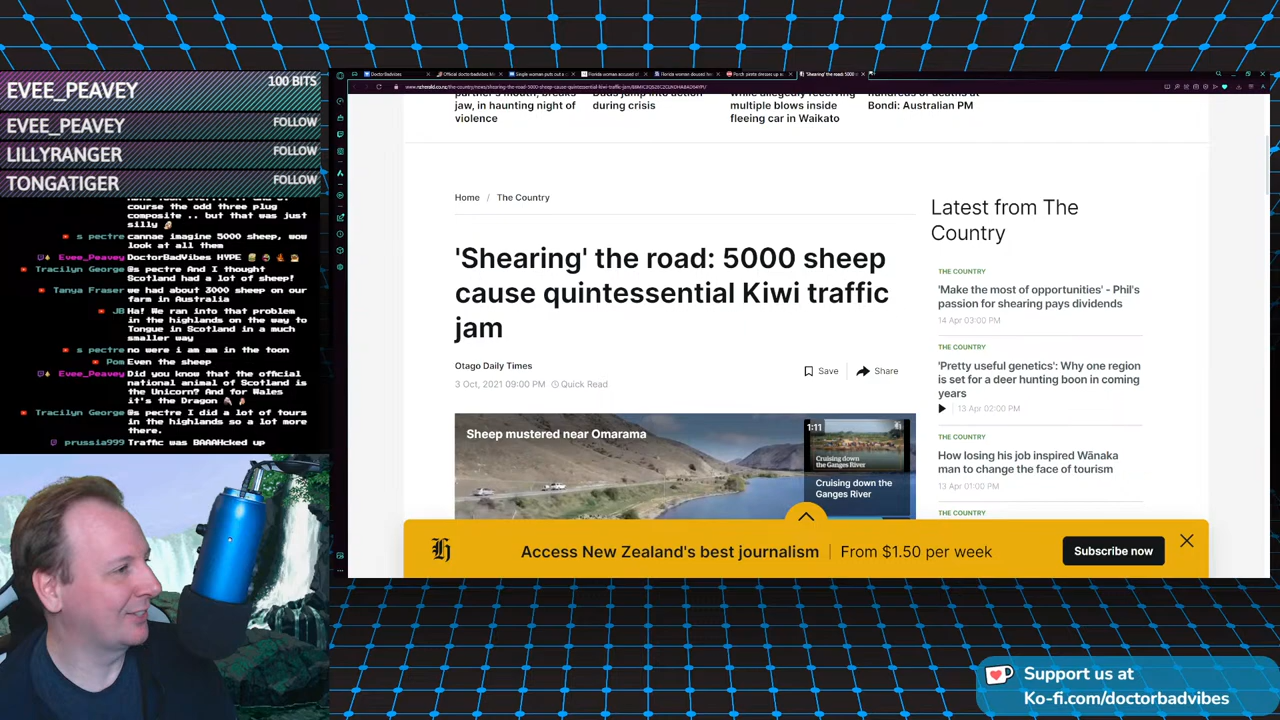 EVEE_PEAVEY
100 BITS
EVEE_PEAVEY
FOLLOW
LILLYRANGER
FOLLOW
TONGATIGER
FOLLOW
course the odd three plug
composite .. but that was just
silly
s pectre cannae imagine 5000 sheep, wow
look at all them
Evee_Peavey DoctorBadVibes HYPE
Tracilyn George @s pectre And I thought
Scotland had a lot of sheep!
Tanya Fraser we had about 3000 sheep on our
farm in Australia
JB Ha! We ran into that problem
in the highlands on the way to
Tongue in Scotland in a much
smaller way
s pectre no were i am am in the toon
Pom Even the sheep
Evee_Peavey Did you know that the official
national animal of Scotland is
the Unicorn? And for Wales
it's the Dragon
Tracilyn George @s pectre I did a lot of tours
in the highlands so a lot more
there.
prussia999 Traffic was BAAAHcked up
jaw, in haunting night of
violence
during crisis
multiple blows inside
fleeing car in Waikato
Bondi: Australian PM
Home / The Country
'Shearing' the road: 5000 sheep
cause quintessential Kiwi traffic
jam
Otago Daily Times
3 Oct, 2021 09:00 PM
Quick Read
Save
Share
Sheep mustered near Omarama
1:11
Cruising down
the Ganges River
Cruising down the
Ganges River
Latest from The
Country
THE COUNTRY
'Make the most of opportunities' - Phil's
passion for shearing pays dividends
14 Apr 03:00 PM
THE COUNTRY
'Pretty useful genetics': Why one region
is set for a deer hunting boon in coming
years
13 Apr 02:00 PM
THE COUNTRY
How losing his job inspired Wānaka
man to change the face of tourism
13 Apr 01:00 PM
THE COUNTRY
Access New Zealand's best journalism
From $1.50 per week
Subscribe now
Support us at
Ko-fi.com/doctorbadvibes